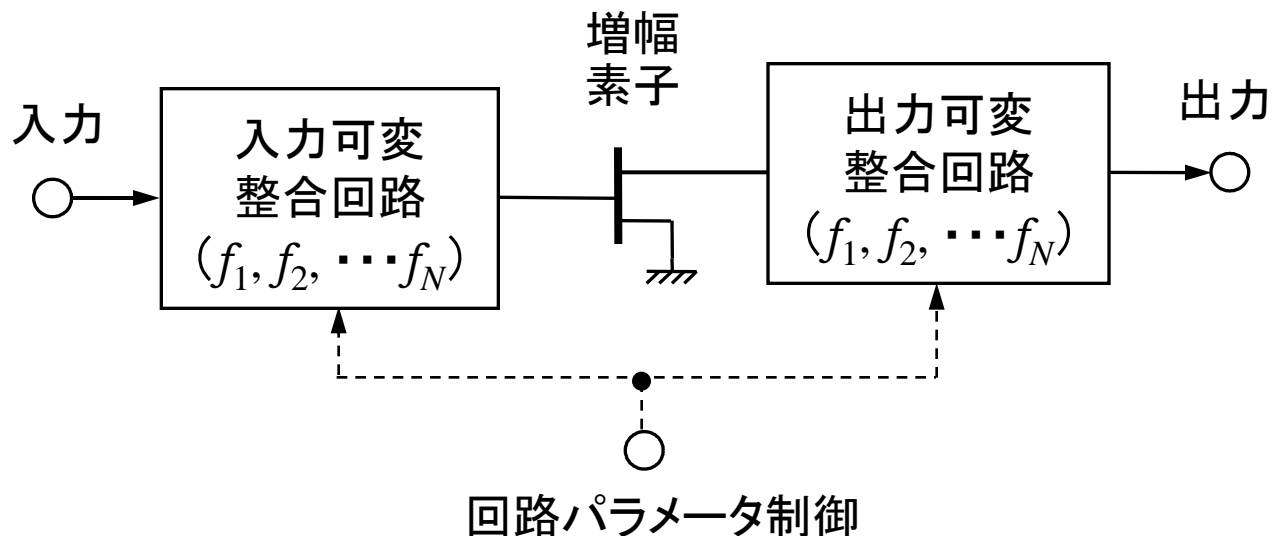 増幅
素子
入力
入力可変
整合回路
(f1, f2, ･･･fN)
出力可変
整合回路
(f1, f2, ･･･fN)
出力
回路パラメータ制御